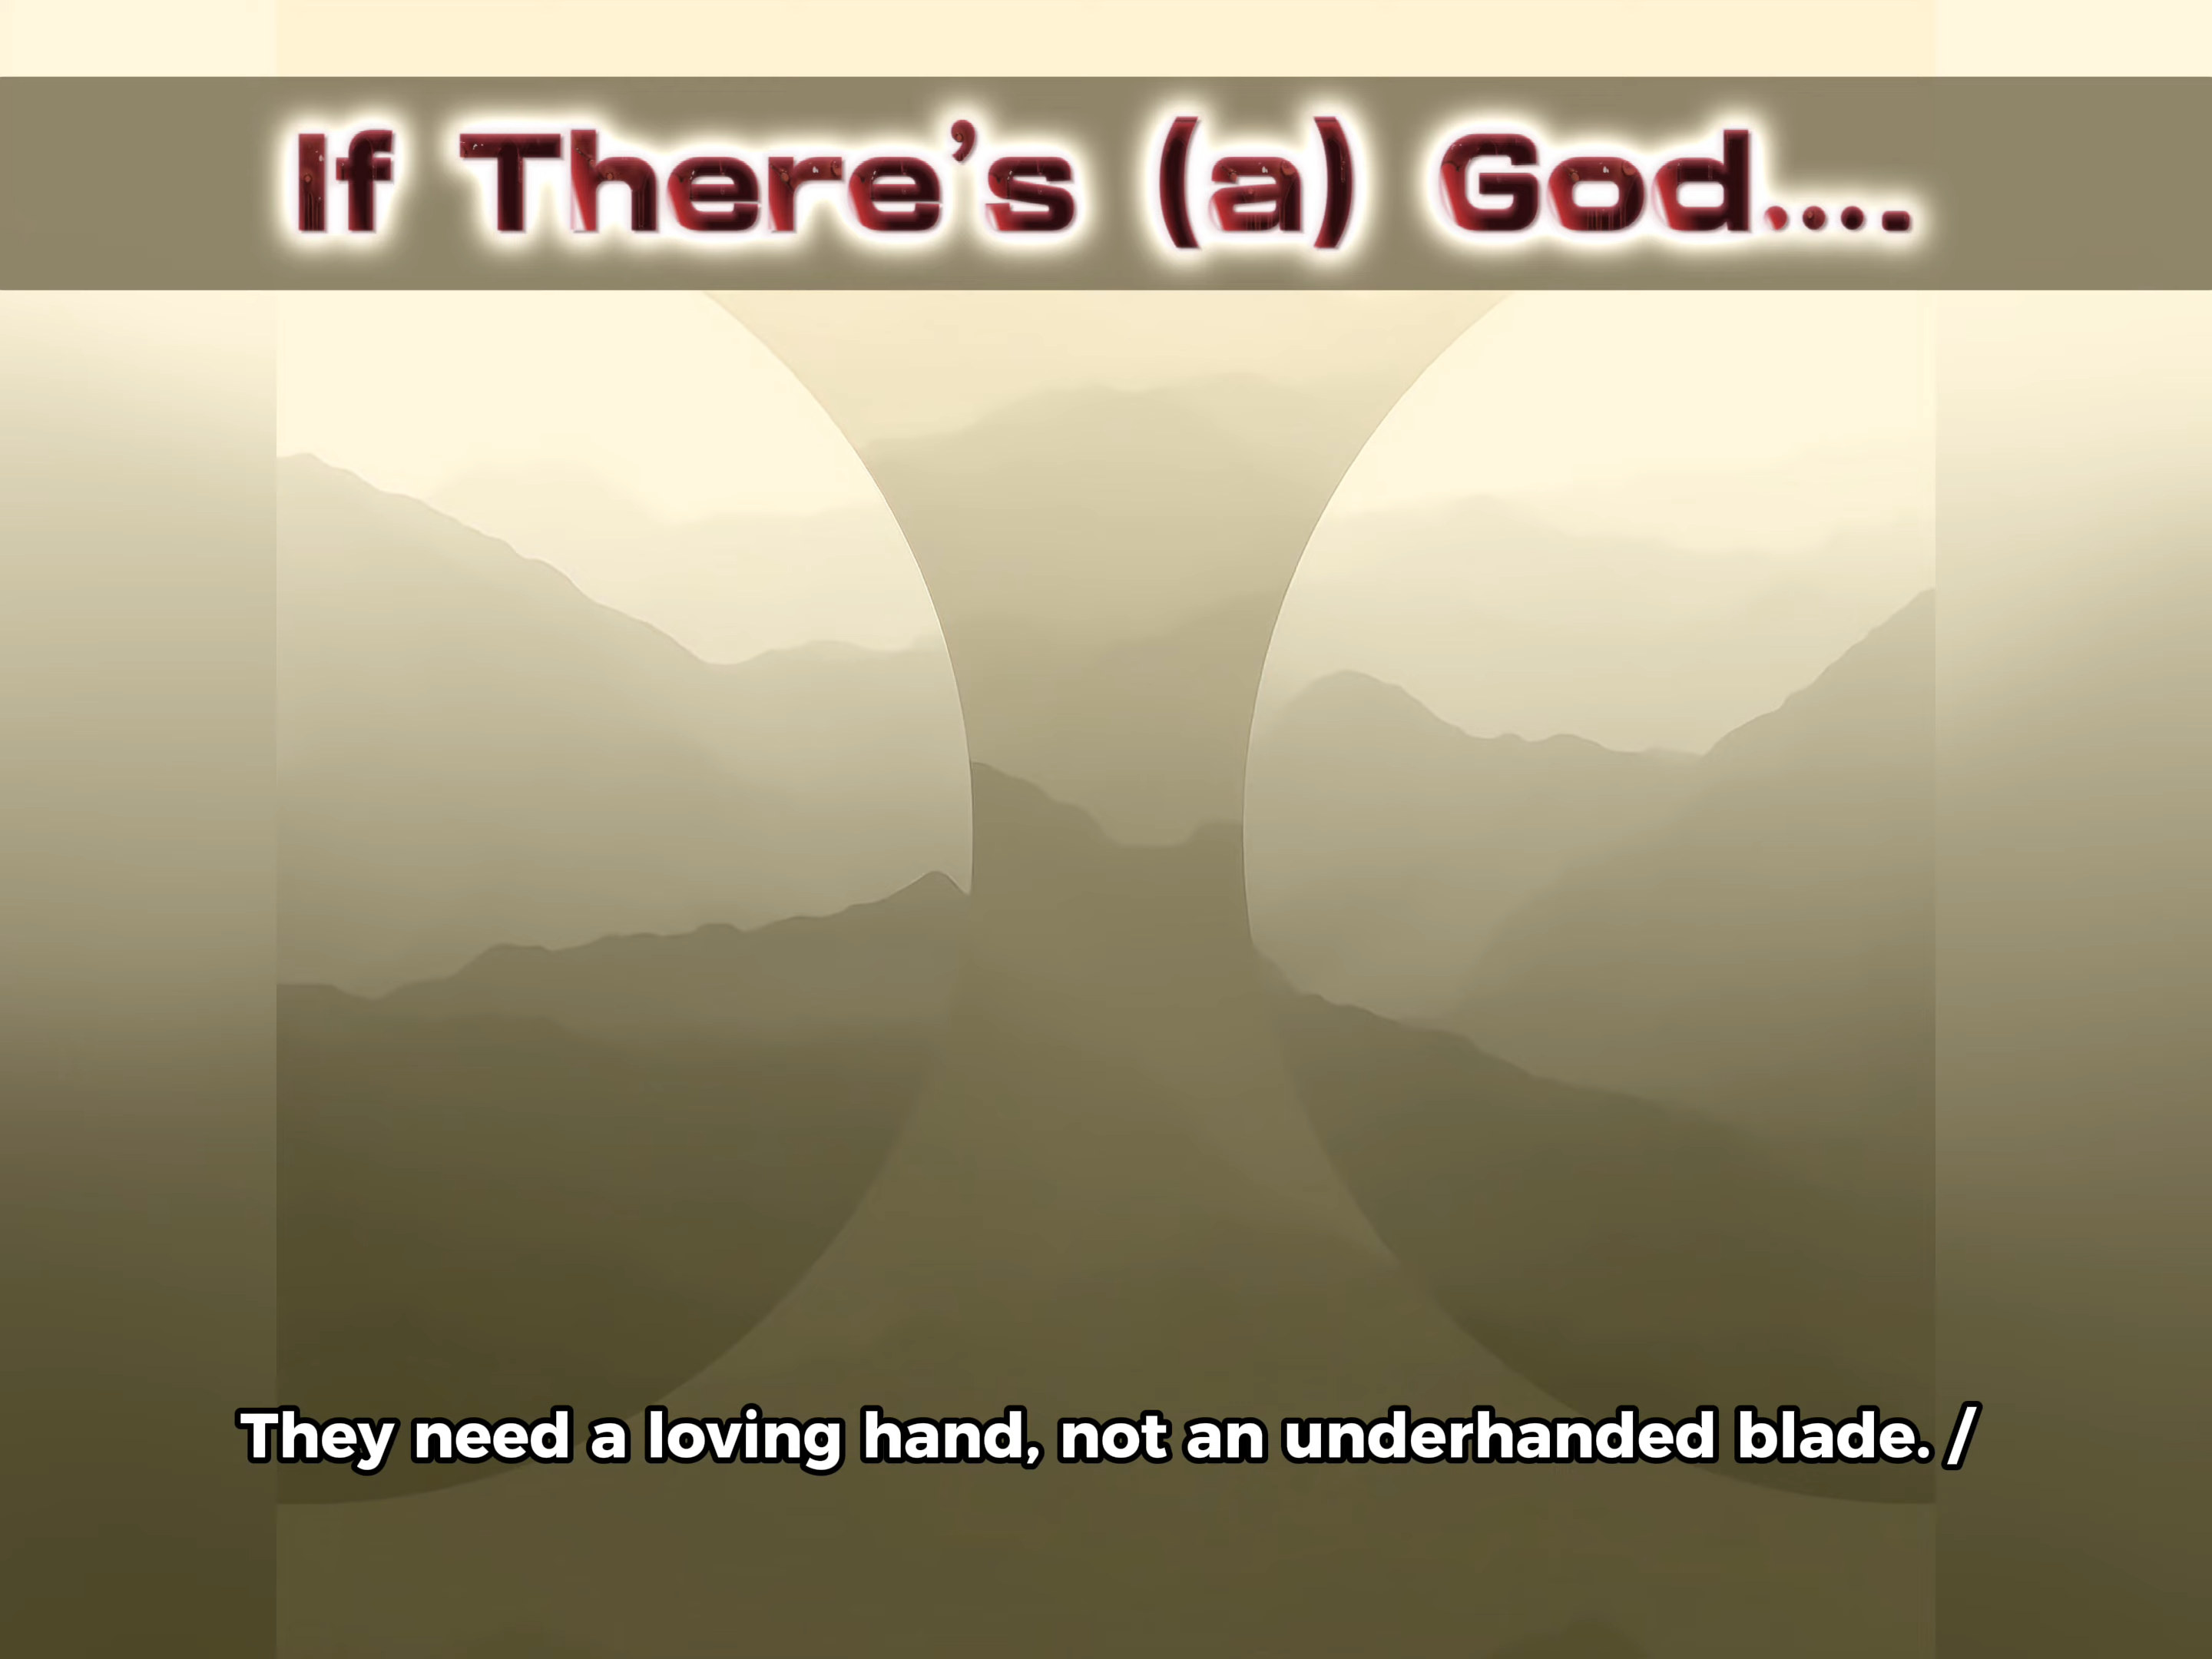 If There’s (a) God....
They need a loving hand, not an underhanded blade. /